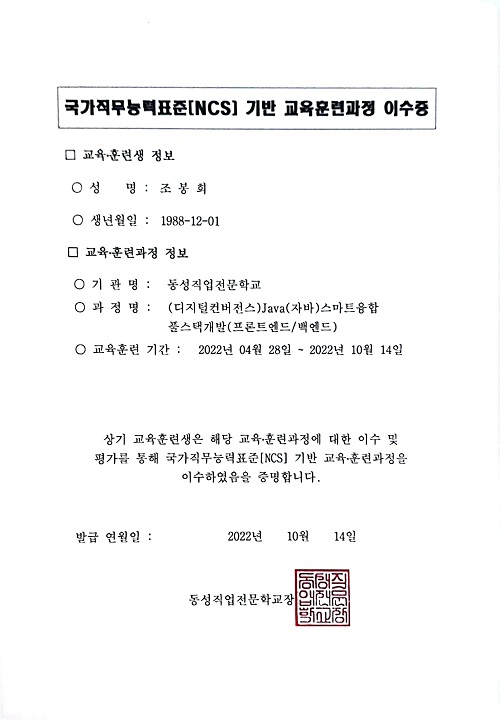 국가직무능력표준[NCS] 기반 교육훈련과정 이수증
□ 교육·훈련생 정보
○ 성 명 : 조 봉 희
○ 생년월일 : 1988-12-01
□ 교육·훈련과정 정보
○ 기 관 명 : 동성직업전문학교
○ 과 정 명 : (디지털컨버전스)Java(자바)스마트융합
풀스택개발(프론트엔드/백엔드)
○ 교육훈련 기간 : 2022년 04월 28일 ~ 2022년 10월 14일
상기 교육훈련생은 해당 교육·훈련과정에 대한 이수 및
평가를 통해 국가직무능력표준[NCS] 기반 교육·훈련과정을
이수하였음을 증명합니다.
발급 연월일 : 2022년 10월 14일
동성직업전문학교장